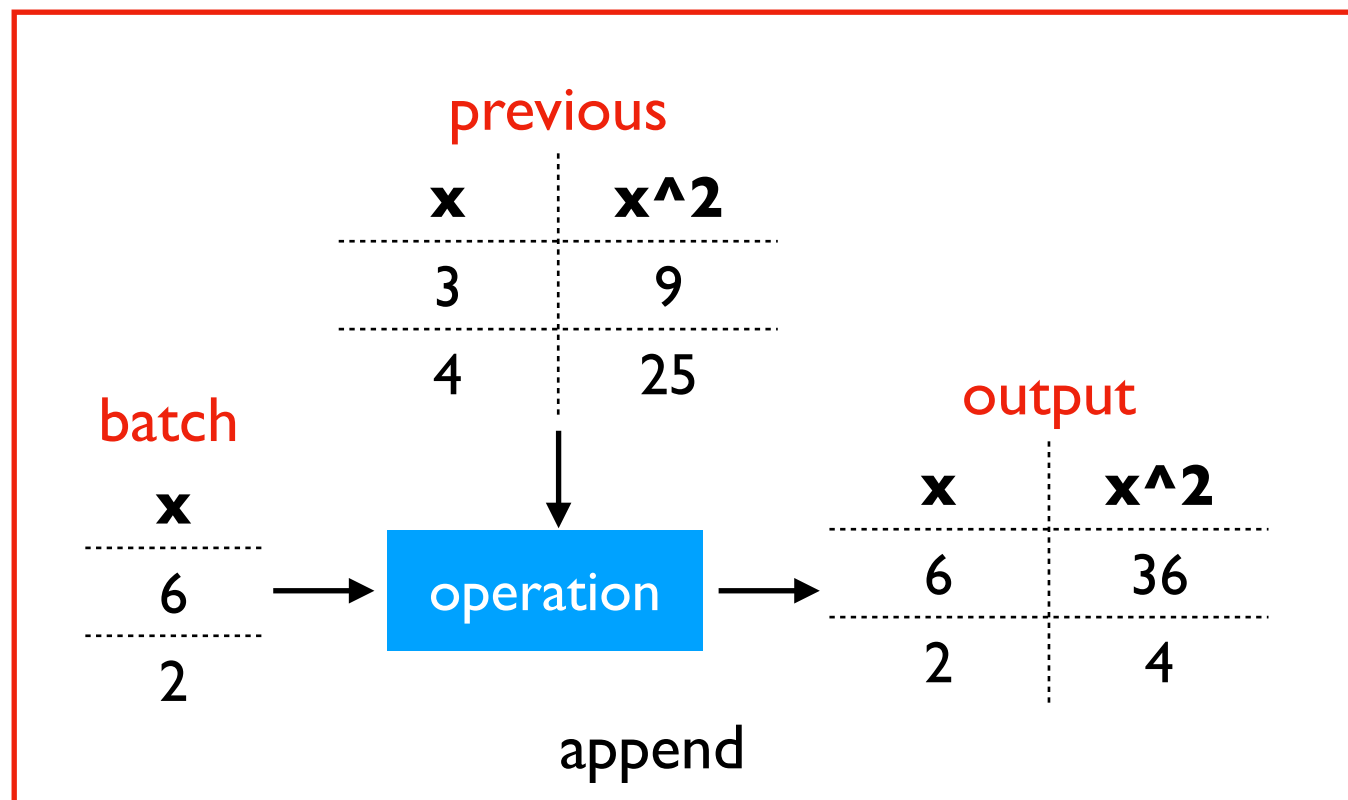 previous
x x^2
3 9
4 25
batch
x
6
2
operation
output
x x^2
6 36
2 4
append